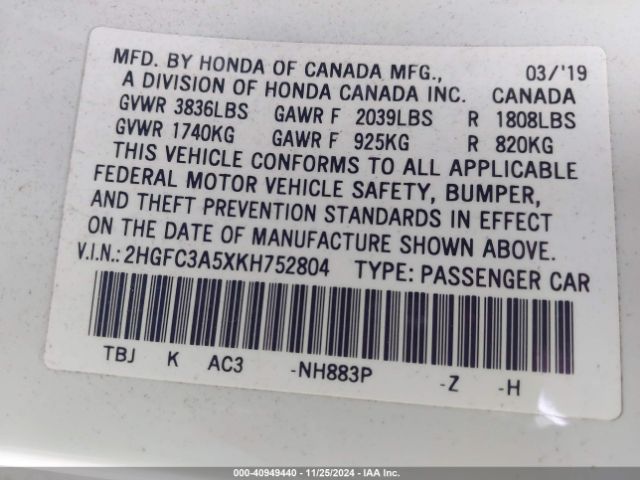 MFD. BY HONDA OF CANADA MFG., 03/'19
A DIVISION OF HONDA CANADA INC. CANADA
GVWR 3836LBS GAWR F 2039LBS R 1808LBS
GVWR 1740KG GAWR F 925KG R 820KG
THIS VEHICLE CONFORMS TO ALL APPLICABLE
FEDERAL MOTOR VEHICLE SAFETY, BUMPER,
AND THEFT PREVENTION STANDARDS IN EFFECT
ON THE DATE OF MANUFACTURE SHOWN ABOVE.
V.I.N.: 2HGFC3A5XKH752804 TYPE: PASSENGER CAR
TBJ K AC3 -NH883P -Z -H
000-40949440 - 11/25/2024 - IAA Inc.